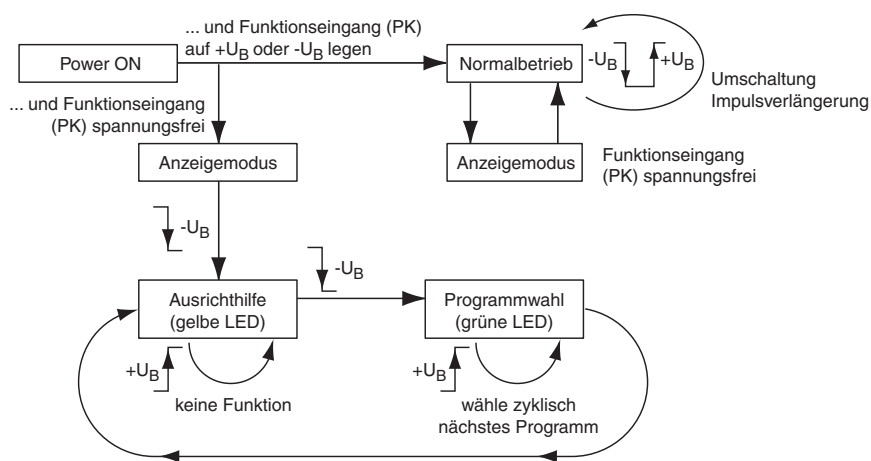 ... und Funktionseingang (PK)
auf +UB oder -UB legen
Power ON
Normalbetrieb
-UB
+UB
Umschaltung
Impulsverlängerung
... und Funktionseingang
(PK) spannungsfrei
Anzeigemodus
Anzeigemodus
Funktionseingang
(PK) spannungsfrei
-UB
-UB
Ausrichthilfe
(gelbe LED)
Programmwahl
(grüne LED)
+UB
keine Funktion
+UB
wähle zyklisch
nächstes Programm